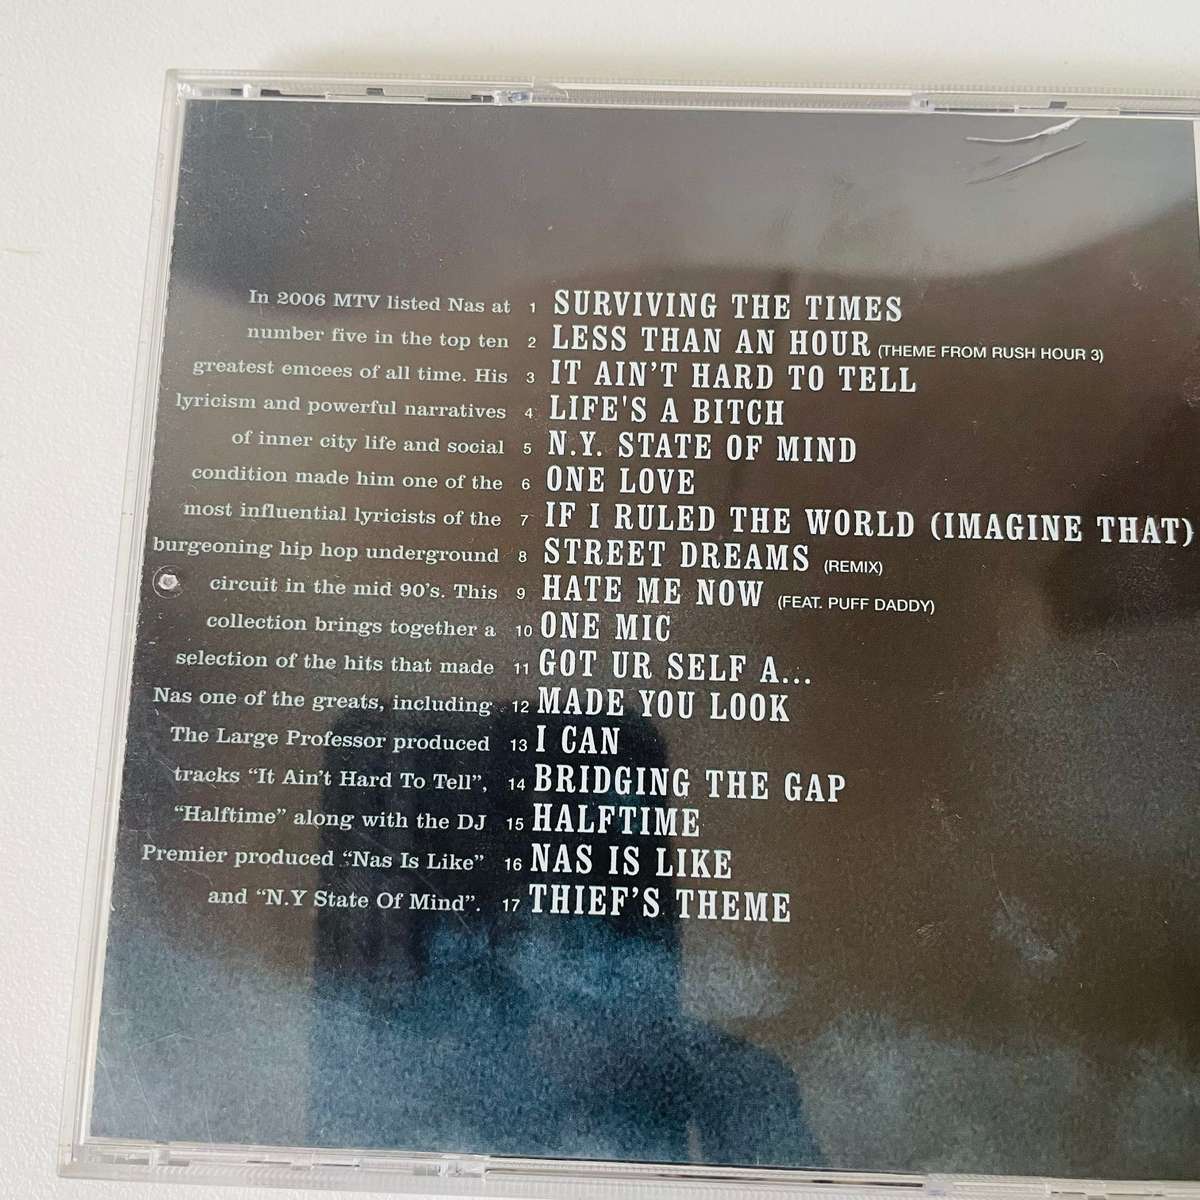 In 2006 MTV listed Nas at
number five in the top ten
greatest emcees of all time. His
lyricism and powerful narratives
of inner city life and social
condition made him one of the
most influential lyricists of the
burgeoning hip hop underground
circuit in the mid 90's. This
collection brings together a
selection of the hits that made
Nas one of the greats, including
The Large Professor produced
tracks “It Ain't Hard To Tell”,
“Halftime” along with the DJ
Premier produced “Nas Is Like”
and “N.Y State Of Mind”.
1 SURVIVING THE TIMES
2 LESS THAN AN HOUR (THEME FROM RUSH HOUR 3)
3 IT AIN'T HARD TO TELL
4 LIFE'S A BITCH
5 N.Y. STATE OF MIND
6 ONE LOVE
7 IF I RULED THE WORLD (IMAGINE THAT)
8 STREET DREAMS (REMIX)
9 HATE ME NOW (FEAT. PUFF DADDY)
10 ONE MIC
11 GOT UR SELF A...
12 MADE YOU LOOK
13 I CAN
14 BRIDGING THE GAP
15 HALFTIME
16 NAS IS LIKE
17 THIEF'S THEME